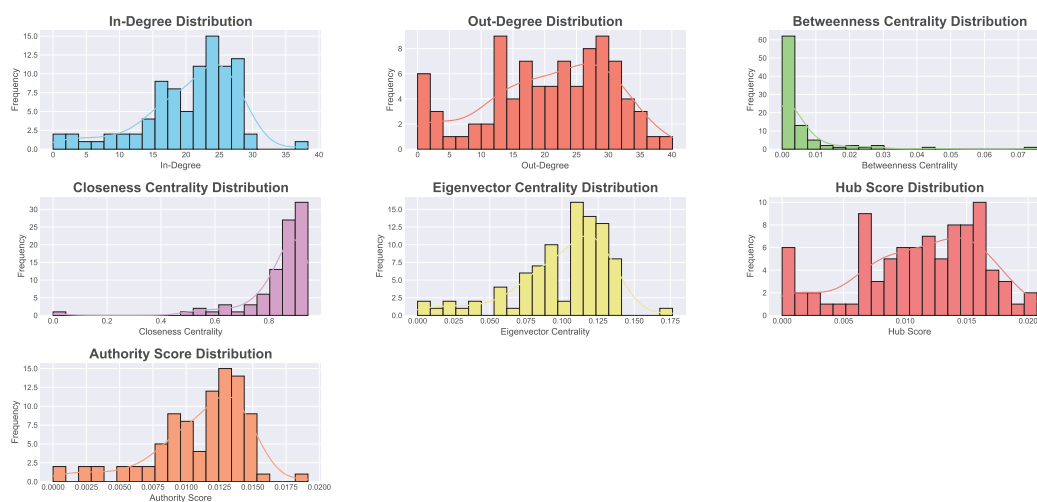 In-Degree Distribution
Frequency
15.0
12.5
10.0
7.5
5.0
2.5
0.0
0 5 10 15 20 25 30 35 40
In-Degree
Out-Degree Distribution
Frequency
8
6
4
2
0
0 5 10 15 20 25 30 35 40
Out-Degree
Betweenness Centrality Distribution
Frequency
60
50
40
30
20
10
0
0.00 0.01 0.02 0.03 0.04 0.05 0.06 0.07
Betweenness Centrality
Closeness Centrality Distribution
Frequency
30
25
20
15
10
5
0
0.0 0.2 0.4 0.6 0.8
Closeness Centrality
Eigenvector Centrality Distribution
Frequency
15.0
12.5
10.0
7.5
5.0
2.5
0.0
0.000 0.025 0.050 0.075 0.100 0.125 0.150 0.175
Eigenvector Centrality
Hub Score Distribution
Frequency
10
8
6
4
2
0
0.000 0.005 0.010 0.015 0.020
Hub Score
Authority Score Distribution
Frequency
15.0
12.5
10.0
7.5
5.0
2.5
0.0
0.0000 0.0025 0.0050 0.0075 0.0100 0.0125 0.0150 0.0175 0.0200
Authority Score